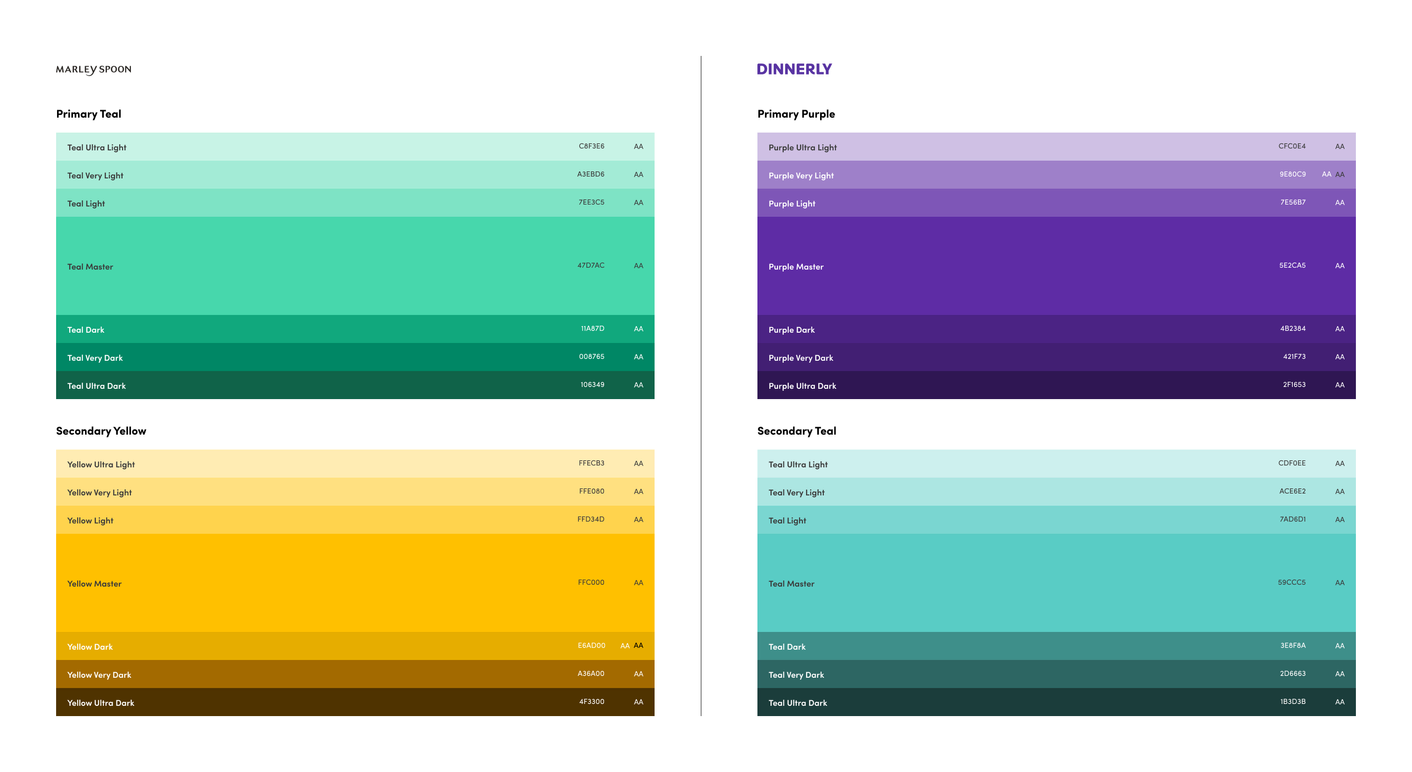 MARLEY SPOON
Primary Teal
Teal Ultra Light C8F3E6 AA
Teal Very Light A3EBD6 AA
Teal Light 7EE3C5 AA
Teal Master 47D7AC AA
Teal Dark 11A87D AA
Teal Very Dark 008765 AA
Teal Ultra Dark 106349 AA
Secondary Yellow
Yellow Ultra Light FFECB3 AA
Yellow Very Light FFE080 AA
Yellow Light FFD34D AA
Yellow Master FFC000 AA
Yellow Dark E6AD00 AA AA
Yellow Very Dark A36A00 AA
Yellow Ultra Dark 4F3300 AA
DINNERLY
Primary Purple
Purple Ultra Light CFC0E4 AA
Purple Very Light 9E80C9 AA AA
Purple Light 7E56B7 AA
Purple Master 5E2CA5 AA
Purple Dark 4B2384 AA
Purple Very Dark 421F73 AA
Purple Ultra Dark 2F1653 AA
Secondary Teal
Teal Ultra Light CDF0EE AA
Teal Very Light ACE6E2 AA
Teal Light 7AD6D1 AA
Teal Master 59CCC5 AA
Teal Dark 3E8F8A AA
Teal Very Dark 2D6663 AA
Teal Ultra Dark 1B3D3B AA